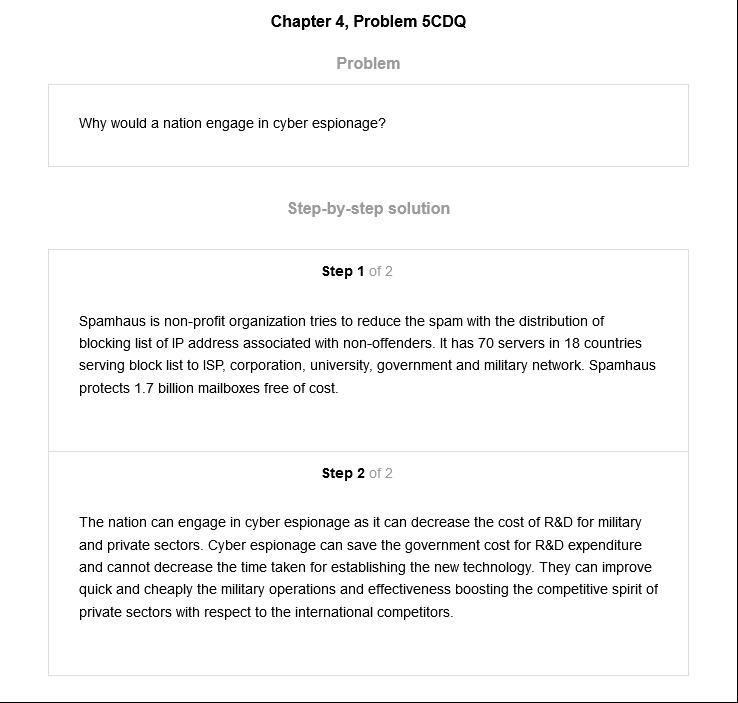 Chapter 4, Problem 5CDQ
Problem
Why would a nation engage in cyber espionage?
Step-by-step solution
Step 1 of 2
Spamhaus is non-profit organization tries to reduce the spam with the distribution of
blocking list of IP address associated with non-offenders. It has 70 servers in 18 countries
serving block list to ISP, corporation, university, government and military network. Spamhaus
protects 1.7 billion mailboxes free of cost.
Step 2 of 2
The nation can engage in cyber espionage as it can decrease the cost of R&D for military
and private sectors. Cyber espionage can save the government cost for R&D expenditure
and cannot decrease the time taken for establishing the new technology. They can improve
quick and cheaply the military operations and effectiveness boosting the competitive spirit of
private sectors with respect to the international competitors.